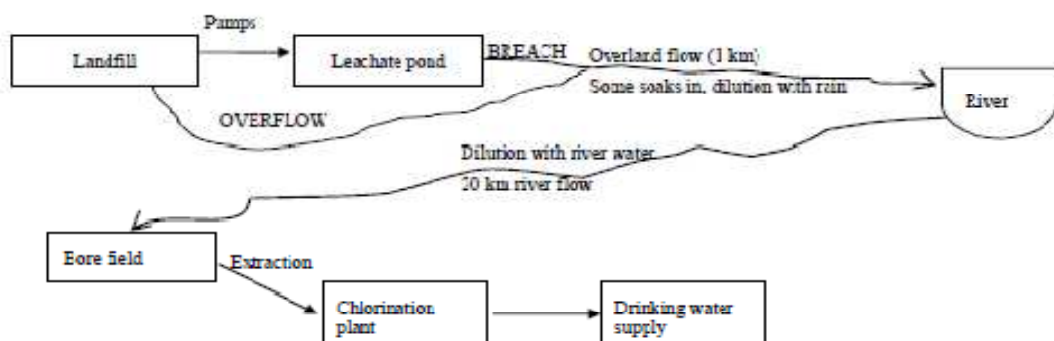 Pumps
Landfill
Leachate pond
BREACH
Overland flow (1 km)
Some soaks in, dilution with rain
River
OVERFLOW
Dilution with river water
20 km river flow
Bore field
Extraction
Chlorination
plant
Drinking water
supply